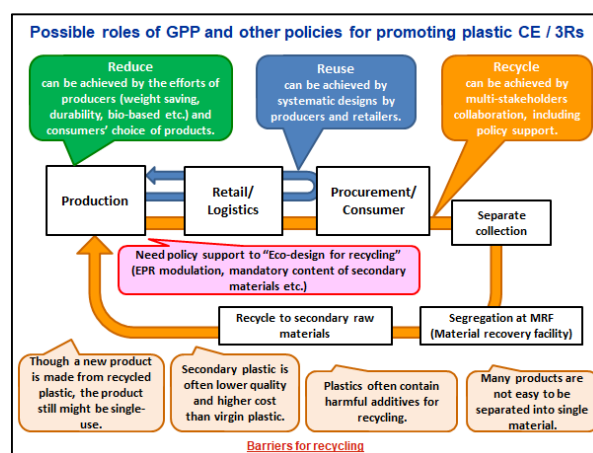 Possible roles of GPP and other policies for promoting plastic CE / 3Rs
Reduce
can be achieved by the efforts of
producers (weight saving,
durability, bio-based etc.) and
consumers' choice of products.
Reuse
can be achieved by
systematic designs by
producers and retailers.
Recycle
can be achieved by
multi-stakeholders
collaboration, including
policy support.
Production
Retail/
Logistics
Procurement/
Consumer
Separate
collection
Need policy support to "Eco-design for recycling"
(EPR modulation, mandatory content of secondary
materials etc.)
Recycle to secondary raw
materials
Segregation at MRF
(Material recovery facility)
Though a new product
is made from recycled
plastic, the product
still might be single-
use.
Secondary plastic is
often lower quality
and higher cost
than virgin plastic.
Plastics often contain
harmful additives for
recycling.
Many products are
not easy to be
separated into single
material.
Barriers for recycling